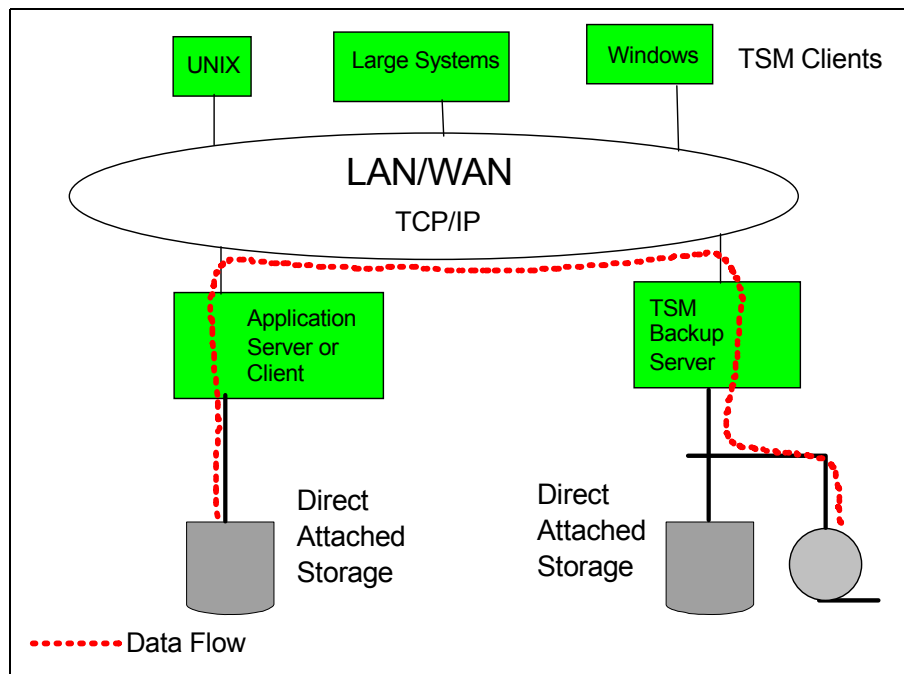 UNIX
Large Systems
Windows
TSM Clients
LAN/WAN
TCP/IP
Application
Server or
Client
TSM
Backup
Server
Direct
Attached
Storage
Direct
Attached
Storage
Data Flow